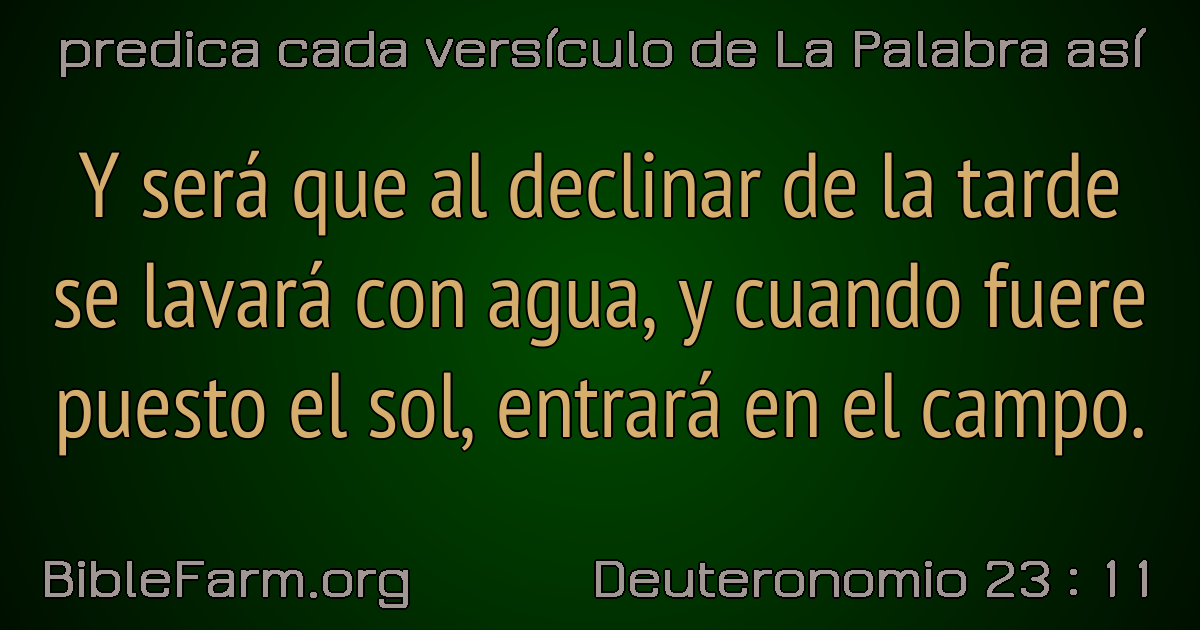 predica cada versículo de La Palabra así
Y será que al declinar de la tarde
se lavará con agua, y cuando fuere
puesto el sol, entrará en el campo.
BibleFarm.org
Deuteronomio 23 : 11